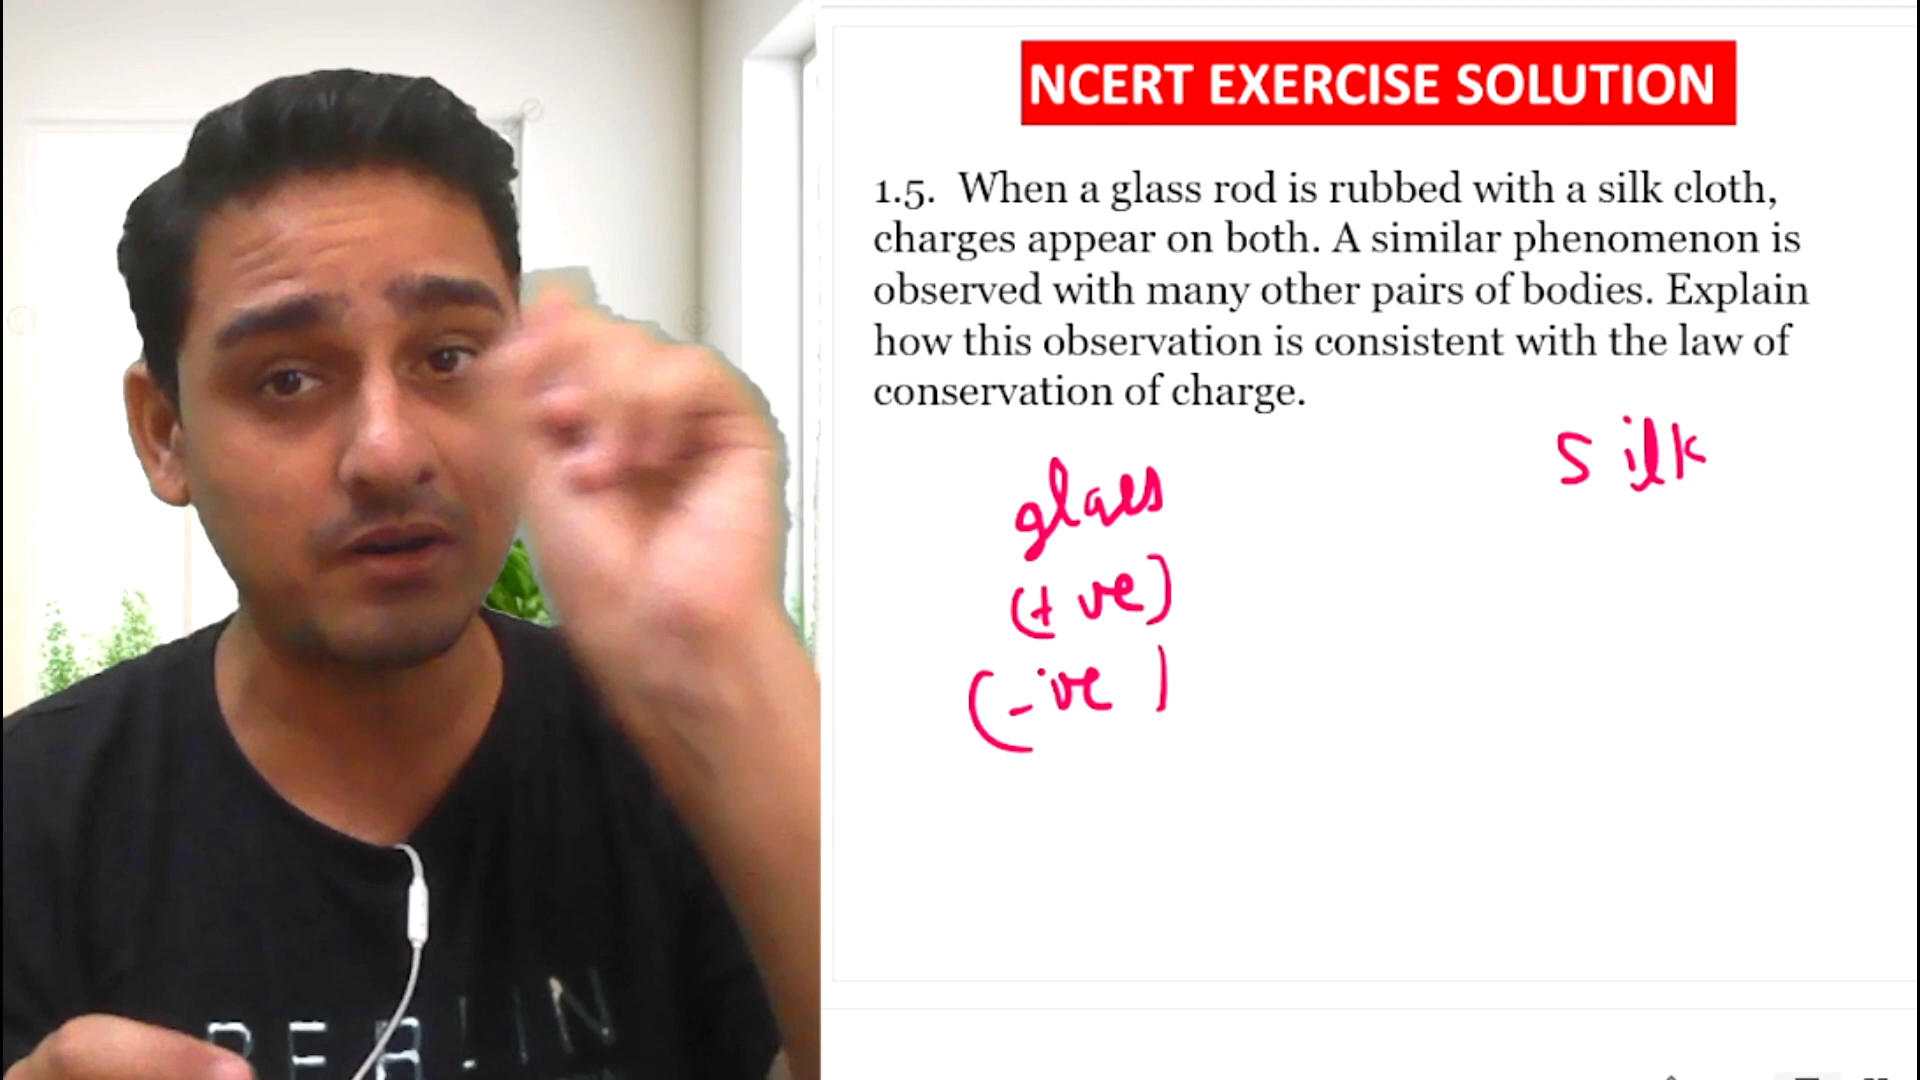 NCERT EXERCISE SOLUTION
1.5. When a glass rod is rubbed with a silk cloth,
charges appear on both. A similar phenomenon is
observed with many other pairs of bodies. Explain
how this observation is consistent with the law of
conservation of charge.
silk
glass
(+ve)
(-ive)
BERLIN